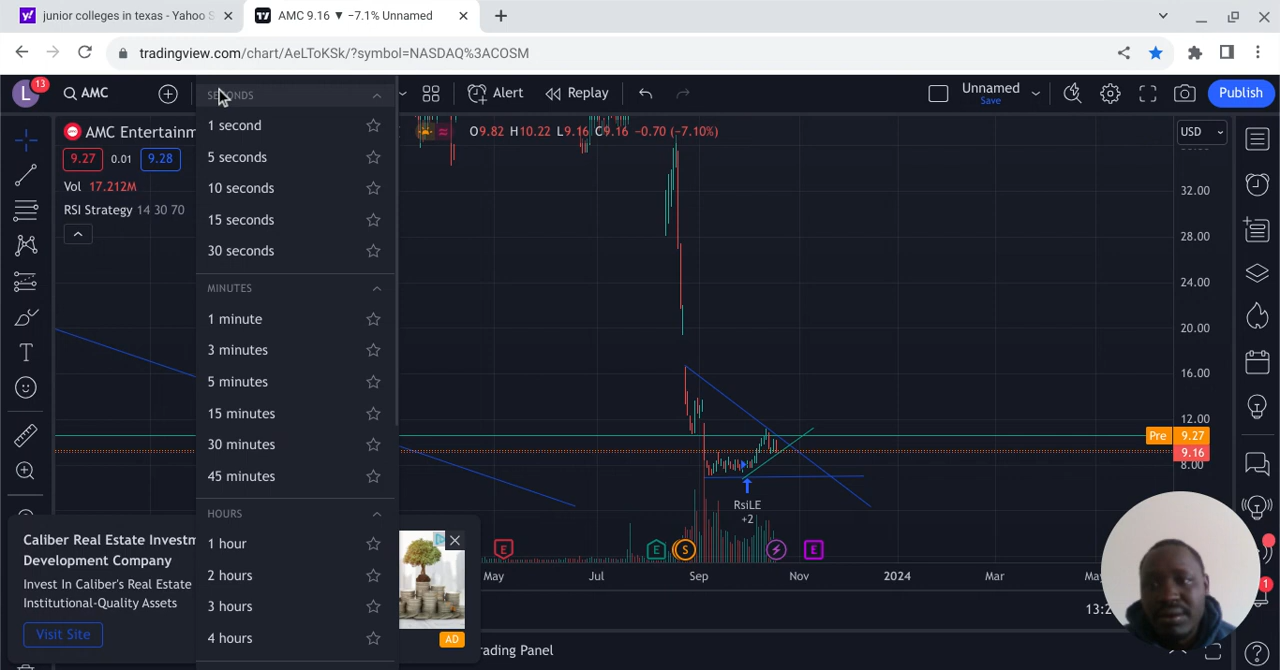 junior colleges in texas - Yahoo S
AMC 9.16 ▼ −7.1% Unnamed
tradingview.com/chart/AeLToKSk/?symbol=NASDAQ%3ACOSM
L
13
AMC
Alert
Replay
Unnamed
Save
Publish
SECONDS
1 second
5 seconds
10 seconds
15 seconds
30 seconds
MINUTES
1 minute
3 minutes
5 minutes
15 minutes
30 minutes
45 minutes
HOURS
1 hour
2 hours
3 hours
4 hours
AMC Entertainm
O9.82 H10.22 L9.16 C9.16 −0.70 (−7.10%)
9.27 0.01 9.28
Vol 17.212M
RSI Strategy 14 30 70
USD
32.00
28.00
24.00
20.00
16.00
12.00
Pre 9.27
9.16
8.00
RsiLE
+2
E
E
S
E
May
Jul
Sep
Nov
2024
Mar
May
Caliber Real Estate Investm
Development Company
Invest In Caliber's Real Estate
Institutional-Quality Assets
Visit Site
AD
13:2
rading Panel
1